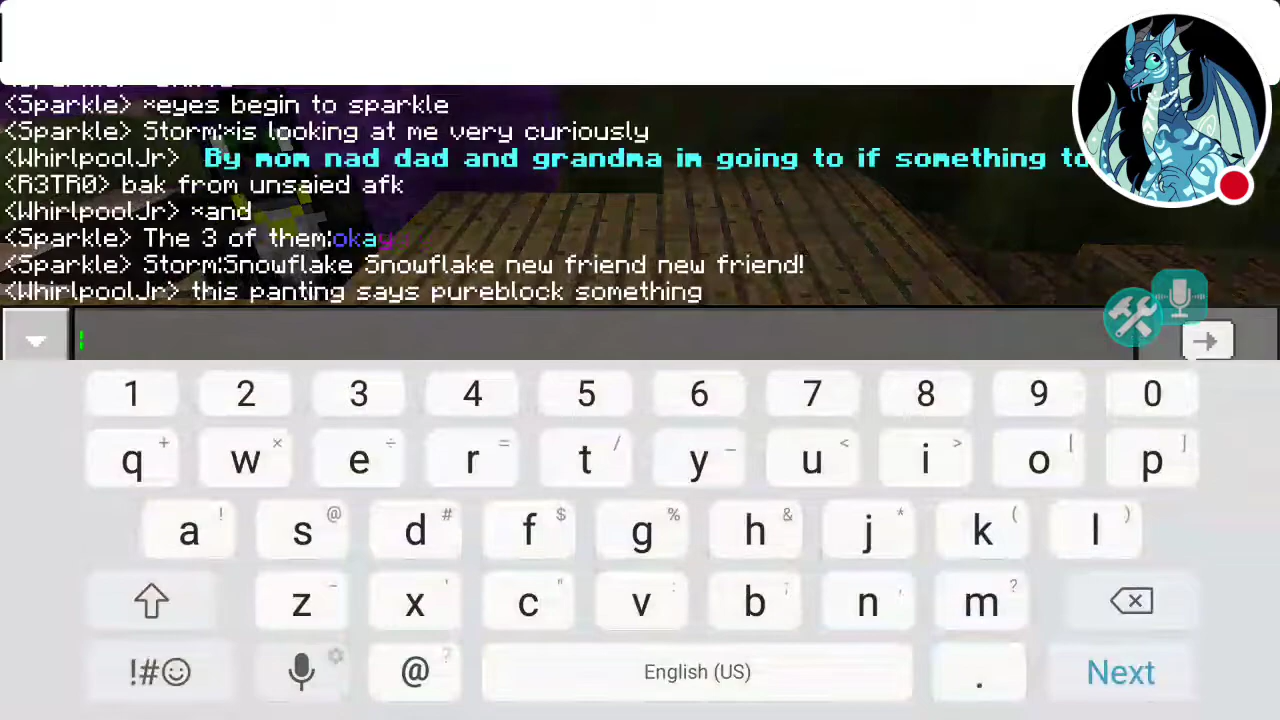 <Sparkle> *eyes begin to sparkle
<Sparkle> Storm:*is looking at me very curiously
<WhirlpoolJr> By mom nad dad and grandma im going to if something to
<R3TR0> bak from unsaied afk
<WhirlpoolJr> *and
<Sparkle> The 3 of them:okay
<Sparkle> Storm:Snowflake Snowflake new friend new friend!
<WhirlpoolJr> this panting says pureblock something
1 2 3 4 5 6 7 8 9 0
q + w × e ÷ r = t / y _ u < i > o [ p ]
a ! s @ d # f $ g % h & j * k ( l )
z - x ' c " v : b ; n , m ?
!#☺ @ ? English (US) . Next